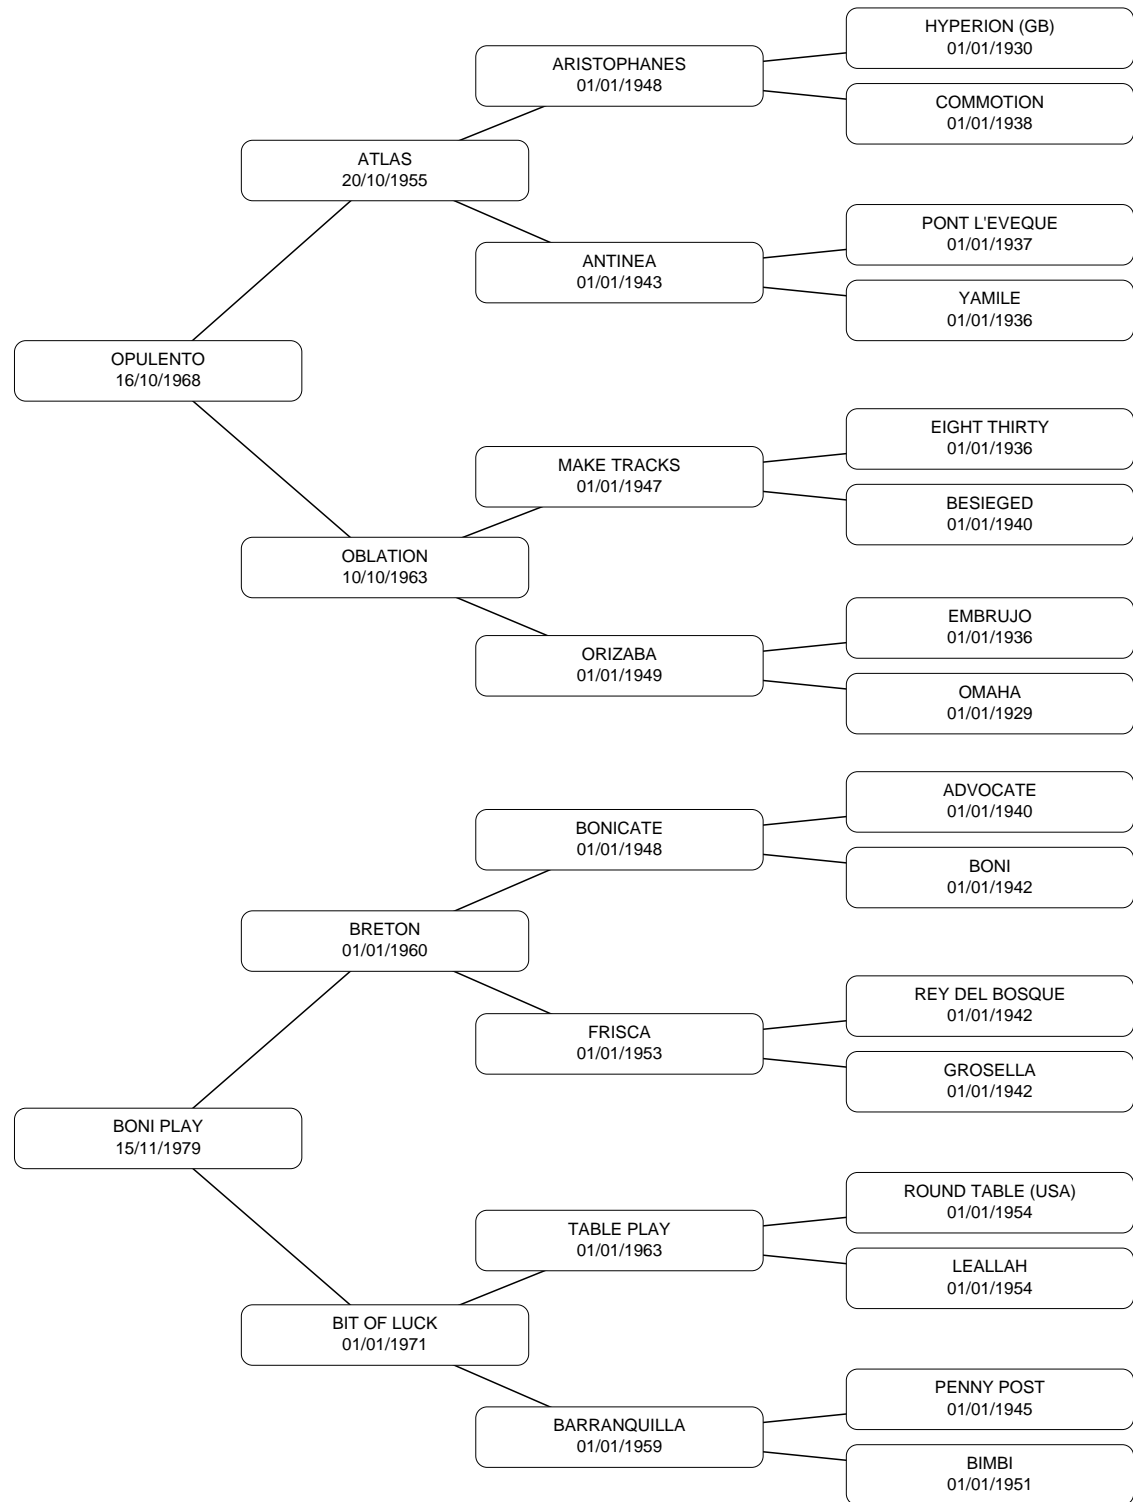 HYPERION (GB)
01/01/1930
ARISTOPHANES
01/01/1948
COMMOTION
01/01/1938
ATLAS
20/10/1955
PONT L'EVEQUE
01/01/1937
ANTINEA
01/01/1943
YAMILE
01/01/1936
OPULENTO
16/10/1968
EIGHT THIRTY
01/01/1936
MAKE TRACKS
01/01/1947
BESIEGED
01/01/1940
OBLATION
10/10/1963
EMBRUJO
01/01/1936
ORIZABA
01/01/1949
OMAHA
01/01/1929
ADVOCATE
01/01/1940
BONICATE
01/01/1948
BONI
01/01/1942
BRETON
01/01/1960
REY DEL BOSQUE
01/01/1942
FRISCA
01/01/1953
GROSELLA
01/01/1942
BONI PLAY
15/11/1979
ROUND TABLE (USA)
01/01/1954
TABLE PLAY
01/01/1963
LEALLAH
01/01/1954
BIT OF LUCK
01/01/1971
PENNY POST
01/01/1945
BARRANQUILLA
01/01/1959
BIMBI
01/01/1951